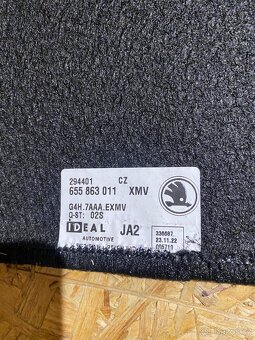 294401 CZ
655 863 011 XMV
G4H.7AAA.EXMV
Q-ST: 02S
IDEAL JA2
AUTOMOTIVE
336687
23.11.22